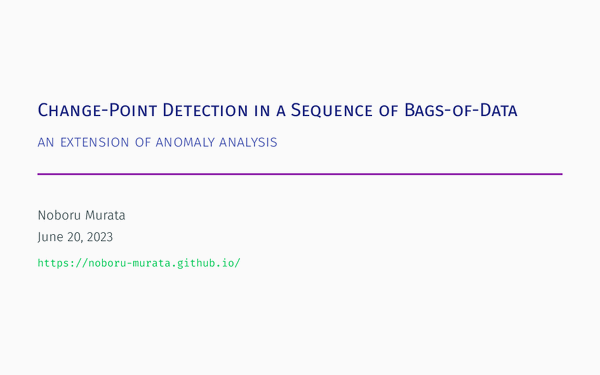 Change-Point Detection in a Sequence of Bags-of-Data
an extension of anomaly analysis
Noboru Murata
June 20, 2023
https://noboru-murata.github.io/